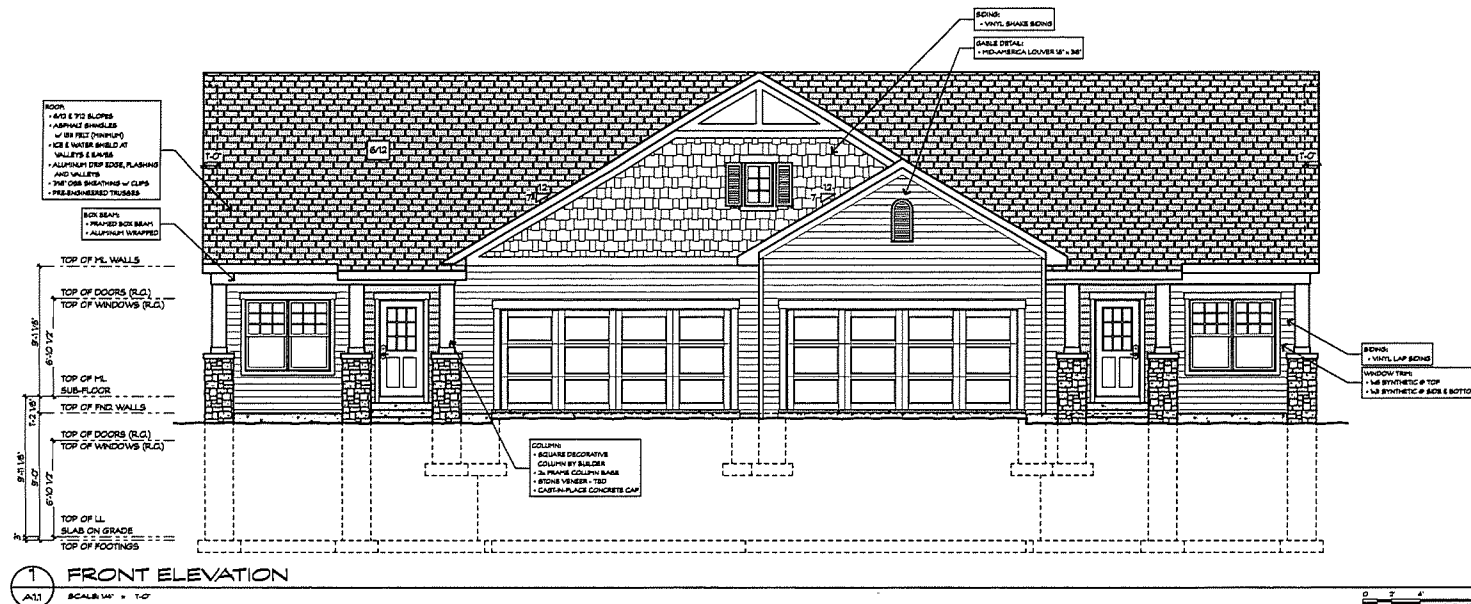 SIDING:
• VINYL SHAKE SIDING
GABLE DETAIL:
• MID-AMERICA LOUVER 18" x 36"
ROOF:
• 6/12 & 7/12 SLOPES
• ASPHALT SHINGLES
W/ 15# FELT (MINIMUM)
• ICE & WATER SHIELD AT
VALLEYS & EAVES
• ALUMINUM DRIP EDGE, FLASHING
AND VALLEYS
• 7/16" OSB SHEATHING W/ CLIPS
• PRE-ENGINEERED TRUSSES
6/12
1'-0"
1'-0"
12
7
12
7
BOX BEAM:
• FRAMED BOX BEAM
• ALUMINUM WRAPPED
TOP OF ML WALLS
TOP OF DOORS (R.O.)
TOP OF WINDOWS (R.O.)
9'-1 1/8"
6'-10 1/2"
TOP OF ML
SUB-FLOOR
TOP OF FND. WALLS
1'-2 1/8"
TOP OF DOORS (R.O.)
TOP OF WINDOWS (R.O.)
9'-0"
6'-10 1/2"
TOP OF LL
SLAB ON GRADE
3"
TOP OF FOOTINGS
SIDING:
• VINYL LAP SIDING
WINDOW TRIM:
• 1x6 SYNTHETIC @ TOP
SYNTHETIC @ SIDE & BOTTO
COLUMN:
• SQUARE DECORATIVE
COLUMN BY BUILDER
• 2x FRAME COLUMN BASE
• STONE VENEER - TBD
• CAST-IN-PLACE CONCRETE CAP
1
A1.1
FRONT ELEVATION
SCALE: 1/4" = 1'-0"
0 2' 4'